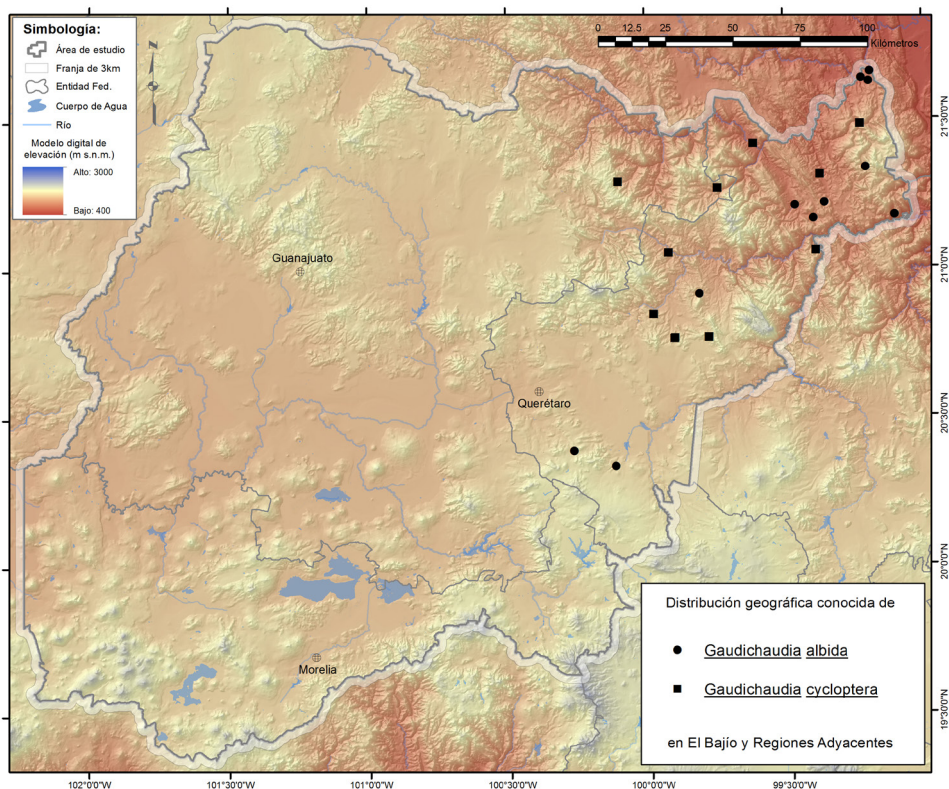 Simbología:
Área de estudio
Franja de 3km
Entidad Fed.
Cuerpo de Agua
Río
Modelo digital de
elevación (m s.n.m.)
Alto: 3000
Bajo: 400
N
0 12.5 25 50 75 100
Kilómetros
21°30'0"N
21°0'0"N
20°30'0"N
20°0'0"N
19°30'0"N
Guanajuato
Querétaro
Morelia
Distribución geográfica conocida de
Gaudichaudia albida
Gaudichaudia cycloptera
en El Bajío y Regiones Adyacentes
102°0'0"W 101°30'0"W 101°0'0"W 100°30'0"W 100°0'0"W 99°30'0"W